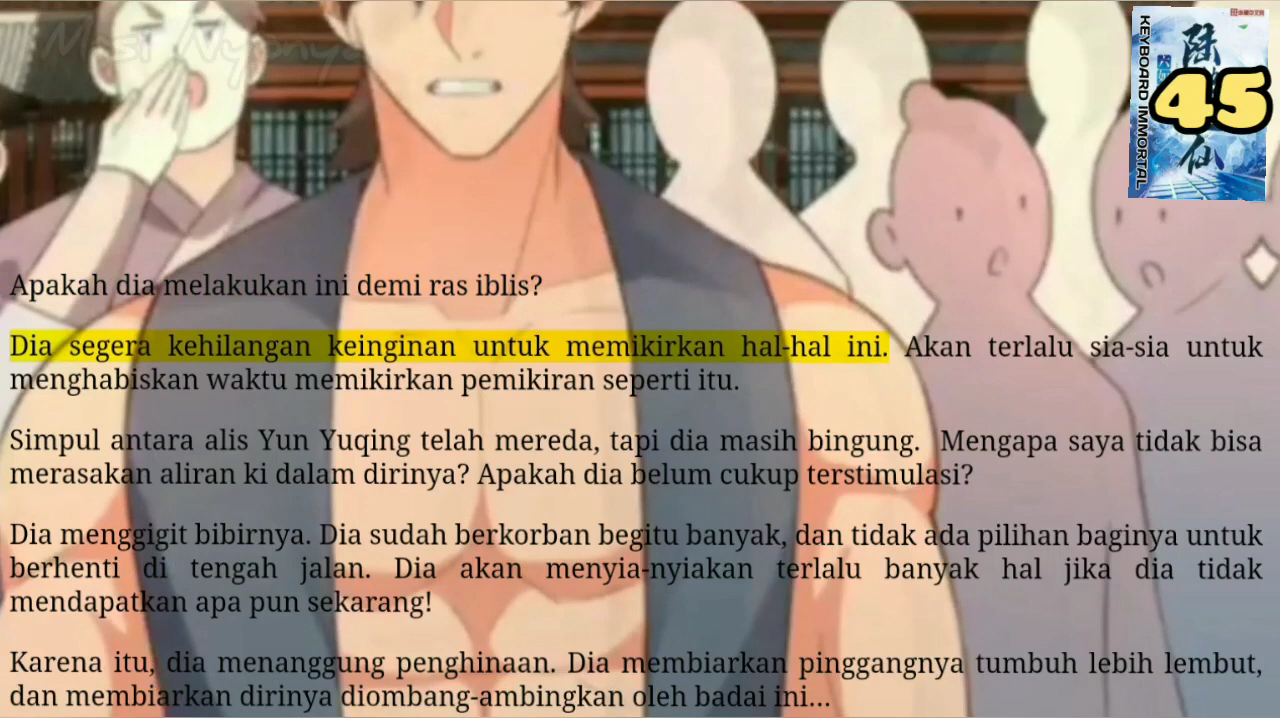 Misi Nyonya
KEYBOARD IMMORTAL
45
Apakah dia melakukan ini demi ras iblis?
Dia segera kehilangan keinginan untuk memikirkan hal-hal ini. Akan terlalu sia-sia untuk
menghabiskan waktu memikirkan pemikiran seperti itu.
Simpul antara alis Yun Yuqing telah mereda, tapi dia masih bingung. Mengapa saya tidak bisa
merasakan aliran ki dalam dirinya? Apakah dia belum cukup terstimulasi?
Dia menggigit bibirnya. Dia sudah berkorban begitu banyak, dan tidak ada pilihan baginya untuk
berhenti di tengah jalan. Dia akan menyia-nyiakan terlalu banyak hal jika dia tidak
mendapatkan apa pun sekarang!
Karena itu, dia menanggung penghinaan. Dia membiarkan pinggangnya tumbuh lebih lembut,
dan membiarkan dirinya diombang-ambingkan oleh badai ini...